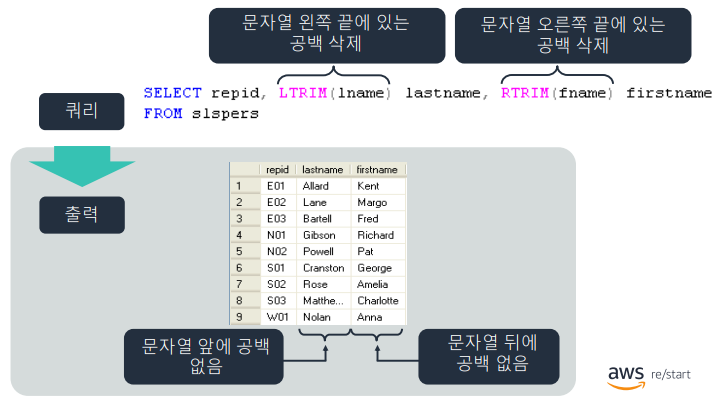 문자열 왼쪽 끝에 있는
공백 삭제
문자열 오른쪽 끝에 있는
공백 삭제
쿼리
SELECT repid, LTRIM(lname) lastname, RTRIM(fname) firstname
FROM slspers
출력
repid lastname firstname
1 E01 Allard Kent
2 E02 Lane Margo
3 E03 Bartell Fred
4 N01 Gibson Richard
5 N02 Powell Pat
6 S01 Cranston George
7 S02 Rose Amelia
8 S03 Matthe... Charlotte
9 W01 Nolan Anna
문자열 앞에 공백
없음
문자열 뒤에
공백 없음
aws re/start